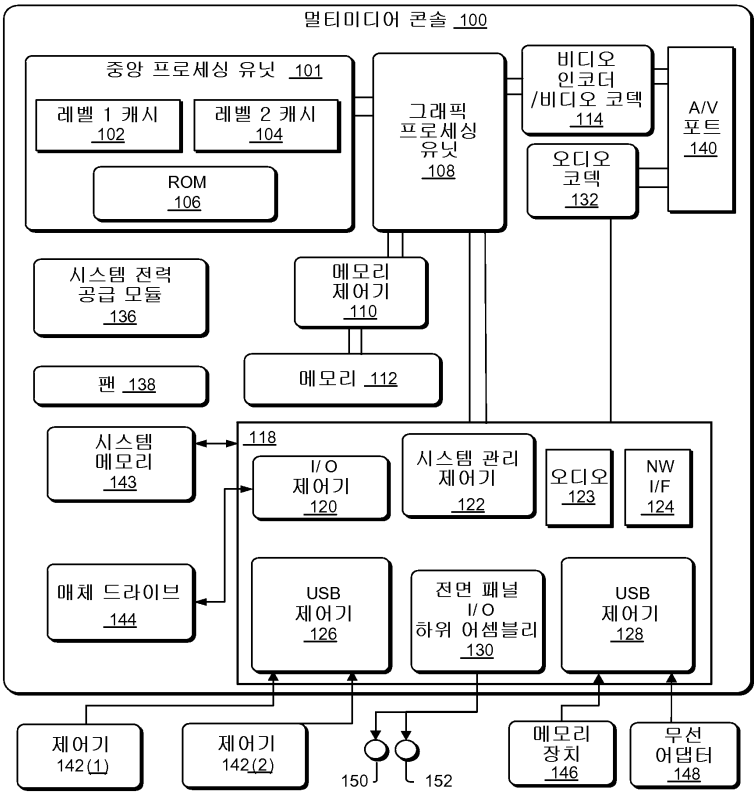 멀티미디어 콘솔 100
중앙 프로세싱 유닛 101
레벨 1 캐시
102
레벨 2 캐시
104
ROM
106
그래픽
프로세싱
유닛
108
비디오
인코더
/비디오 코덱
114
오디오
코덱
132
A/V
포트
140
시스템 전력
공급 모듈
136
메모리
제어기
110
팬 138
메모리 112
시스템
메모리
143
118
I/O
제어기
120
시스템 관리
제어기
122
오디오
123
NW
I/F
124
매체 드라이브
144
USB
제어기
126
전면 패널
I/O
하위 어셈블리
130
USB
제어기
128
제어기
142(1)
제어기
142(2)
150
152
메모리
장치
146
무선
어댑터
148